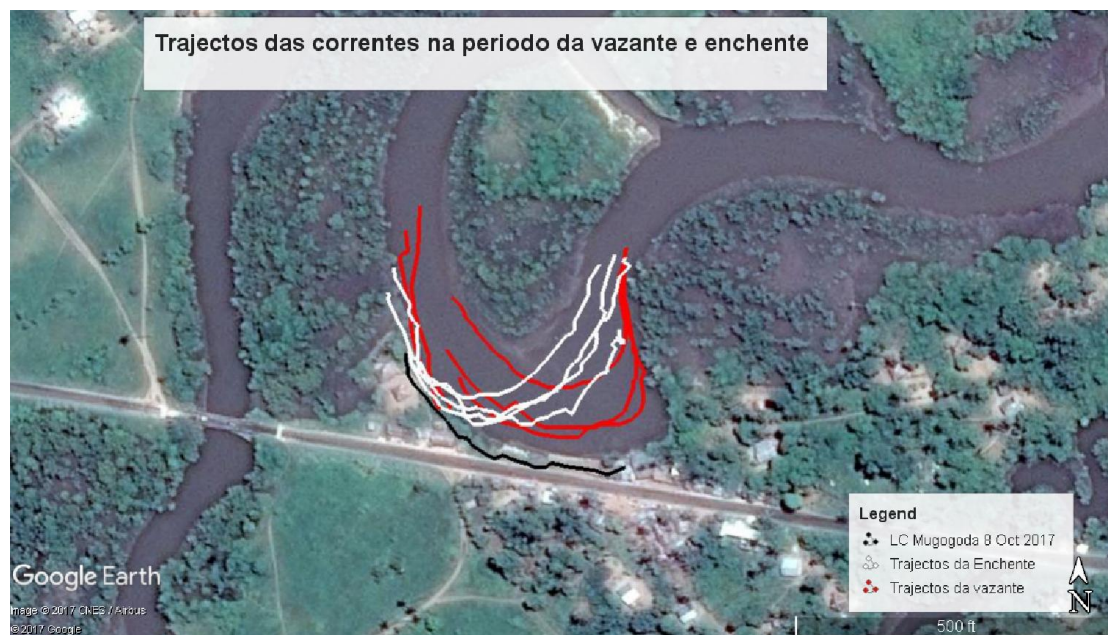 Trajectos das correntes na periodo da vazante e enchente
Legend
LC Mugogoda 8 Oct 2017
Trajectos da Enchente
Trajectos da vazante
Google Earth
mage © 2017 CNES / Airbus
© 2017 Google
N
500 ft